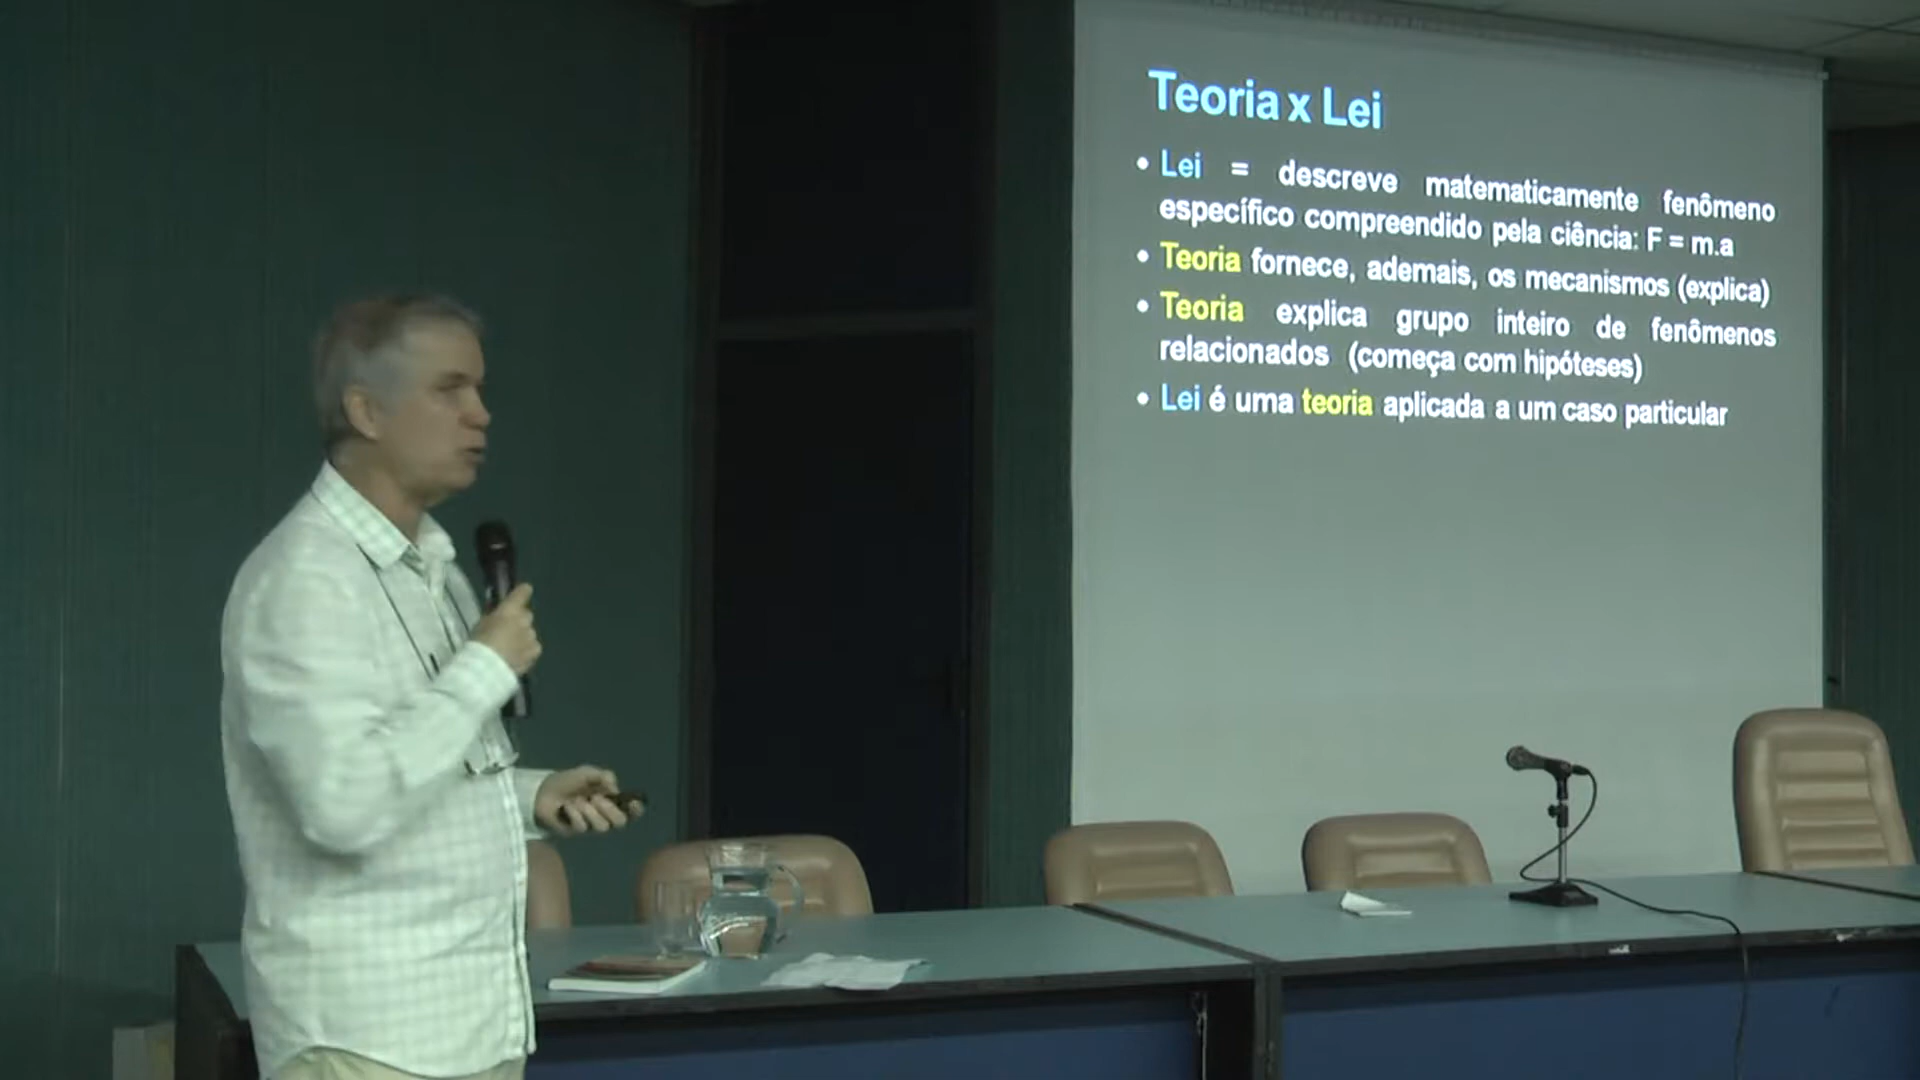 Teoria x Lei
• Lei = descreve matematicamente fenômeno
específico compreendido pela ciência: F = m.a
• Teoria fornece, ademais, os mecanismos (explica)
• Teoria explica grupo inteiro de fenômenos
relacionados (começa com hipóteses)
• Lei é uma teoria aplicada a um caso particular